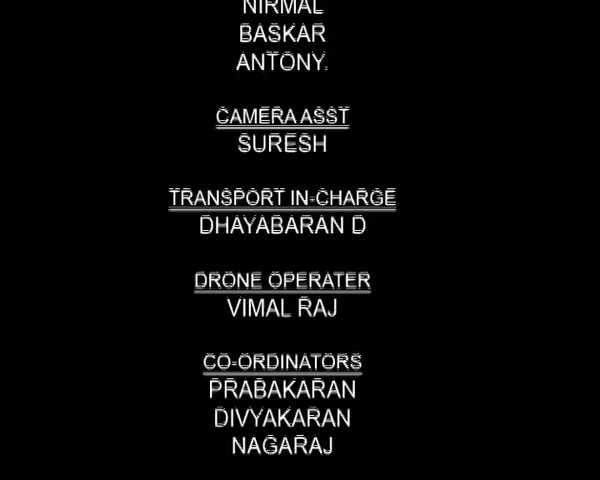 NIRMAL
BASKAR
ANTONY.
CAMERA ASST
SURESH
TRANSPORT IN-CHARGE
DHAYABARAN D
DRONE OPERATER
VIMAL RAJ
CO-ORDINATORS
PRABAKARAN
DIVYAKARAN
NAGARAJ